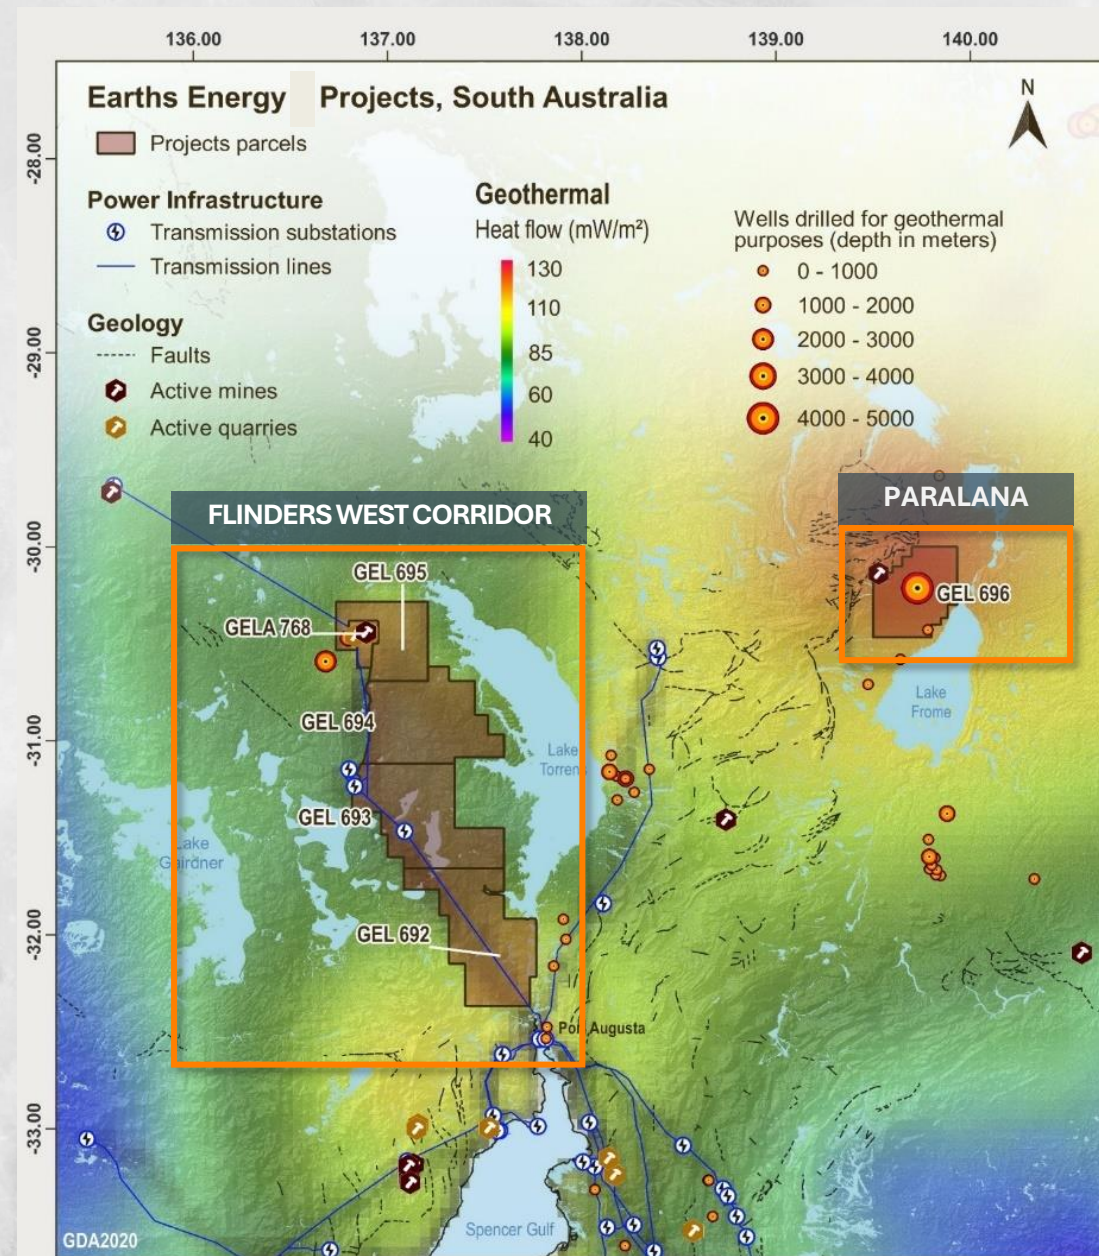 136.00 137.00 138.00 139.00 140.00
Earths Energy Projects, South Australia
N
Projects parcels
-28.00
Power Infrastructure
Transmission substations
Transmission lines
Geology
Faults
Active mines
Active quarries
Geothermal
Heat flow (mW/m²)
130
110
85
60
40
Wells drilled for geothermal
purposes (depth in meters)
0 - 1000
1000 - 2000
2000 - 3000
3000 - 4000
4000 - 5000
-29.00
FLINDERS WEST CORRIDOR
PARALANA
-30.00
GEL 695
GEL 696
GELA 768
Lake
Frome
GEL 694
-31.00
Lake
Torrens
GEL 693
Lake
Gairdner
-32.00
GEL 692
Port Augusta
-33.00
Spencer Gulf
GDA2020